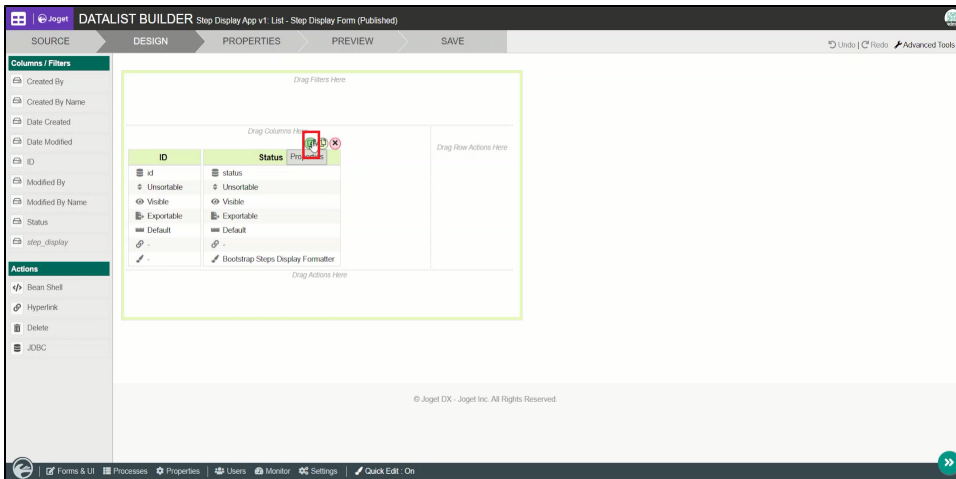 Joget DATALIST BUILDER Step Display App v1: List - Step Display Form (Published)
SOURCE DESIGN PROPERTIES PREVIEW SAVE
Undo | Redo Advanced Tools
Columns / Filters
Created By
Created By Name
Date Created
Date Modified
ID
Modified By
Modified By Name
Status
step_display
Actions
Bean Shell
Hyperlink
Delete
JDBC
Drag Filters Here
Drag Columns Here
Drag Row Actions Here
Properties
ID Status
id status
Unsortable Unsortable
Visible Visible
Exportable Exportable
Default Default
- -
- Bootstrap Steps Display Formatter
Drag Actions Here
© Joget DX - Joget Inc. All Rights Reserved.
Forms & UI Processes Properties | Users Monitor Settings | Quick Edit : On